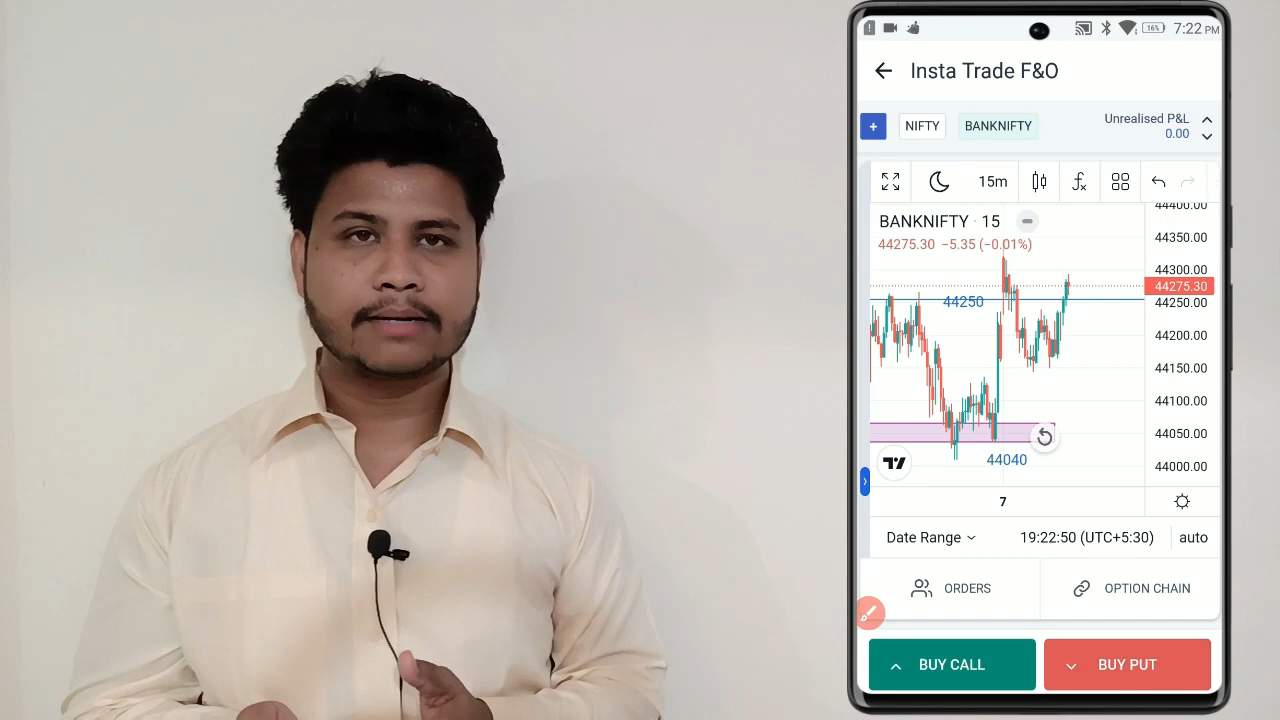 16%
7:22 PM
Insta Trade F&O
+
NIFTY
BANKNIFTY
Unrealised P&L
0.00
15m
fx
BANKNIFTY · 15
44275.30 −5.35 (−0.01%)
44250
44040
44400.00
44350.00
44300.00
44275.30
44250.00
44200.00
44150.00
44100.00
44050.00
44000.00
7
Date Range
19:22:50 (UTC+5:30)
auto
ORDERS
OPTION CHAIN
BUY CALL
BUY PUT